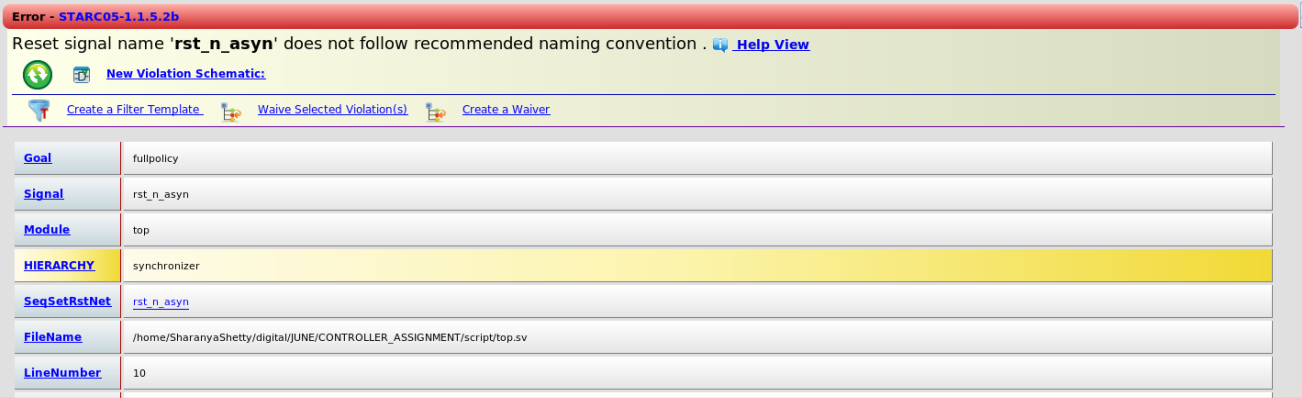 Error - STARC05-1.1.5.2b
Reset signal name 'rst_n_asyn' does not follow recommended naming convention . Help View
New Violation Schematic:
Create a Filter Template Waive Selected Violation(s) Create a Waiver
Goal fullpolicy
Signal rst_n_asyn
Module top
HIERARCHY synchronizer
SeqSetRstNet rst_n_asyn
FileName /home/SharanyaShetty/digital/JUNE/CONTROLLER_ASSIGNMENT/script/top.sv
LineNumber 10